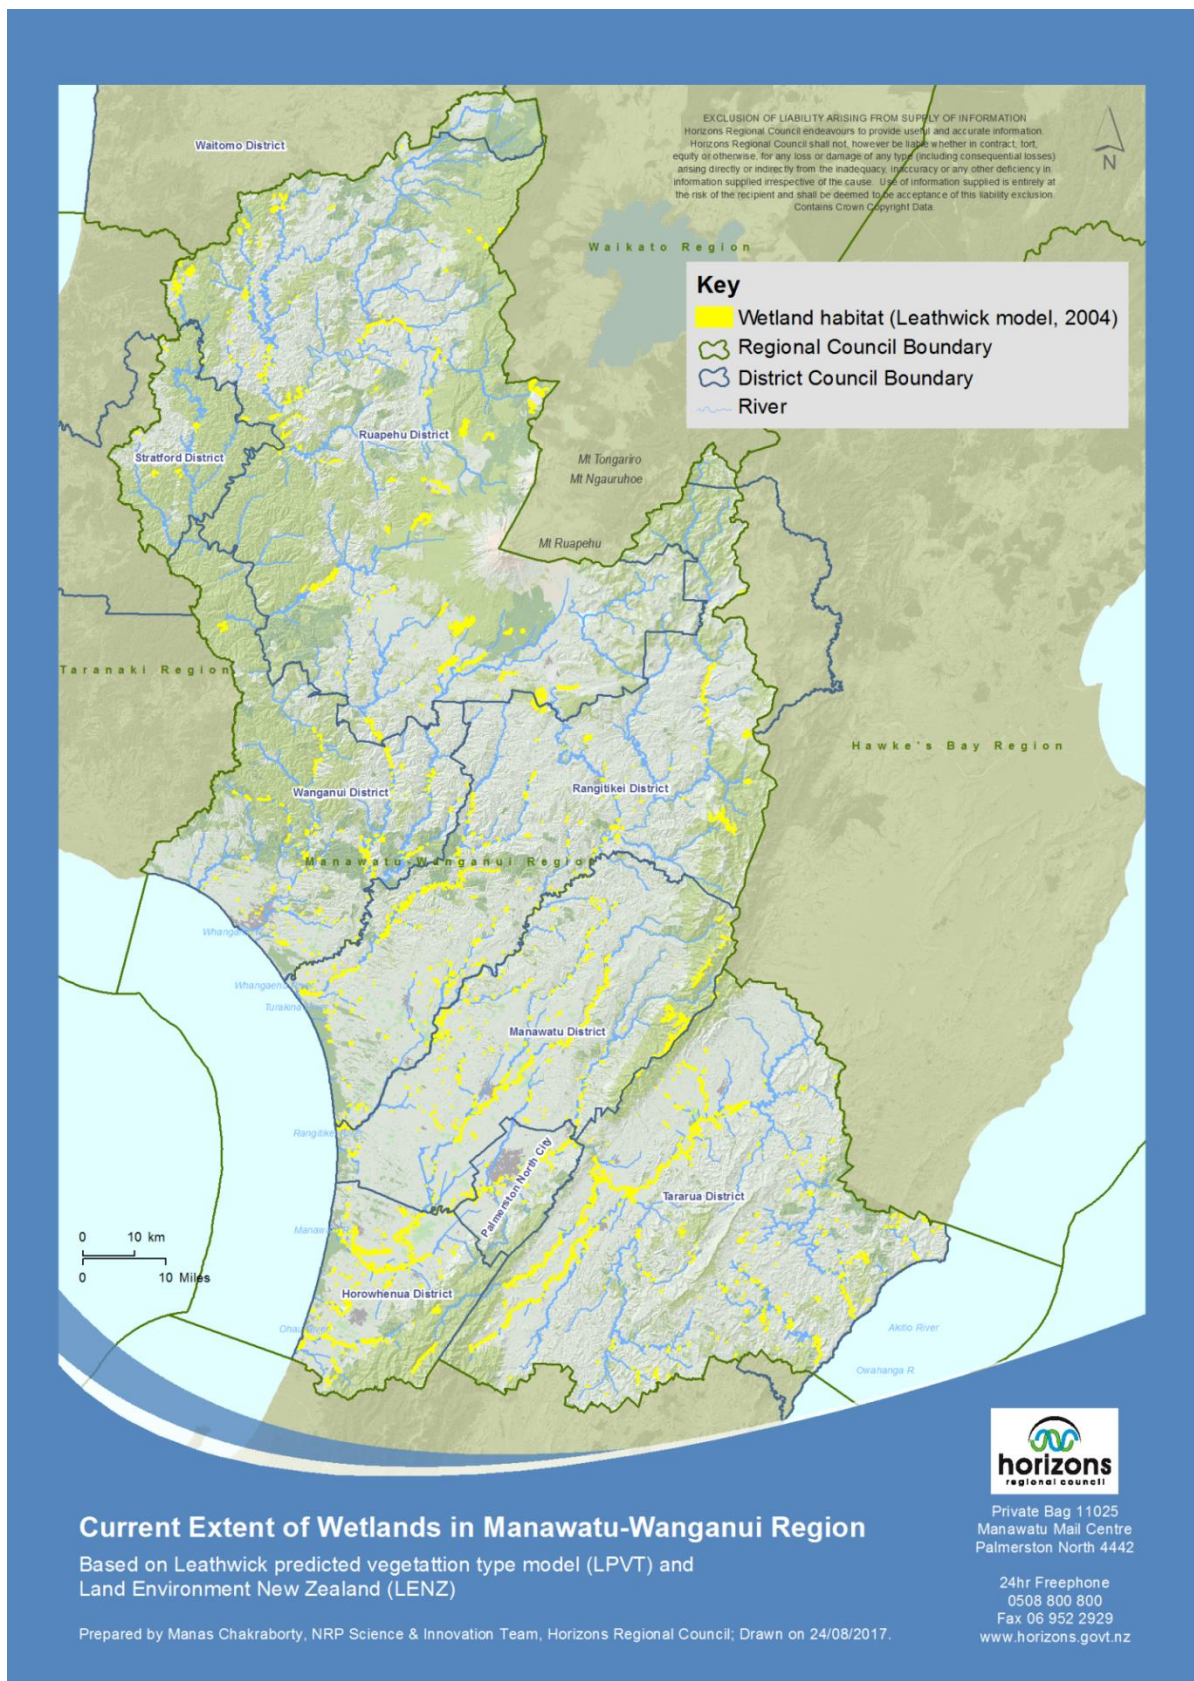 EXCLUSION OF LIABILITY ARISING FROM SUPPLY OF INFORMATION
Horizons Regional Council endeavours to provide useful and accurate information.
Horizons Regional Council shall not, however be liable whether in contract, tort,
equity or otherwise, for any loss or damage of any type (including consequential losses)
arising directly or indirectly from the inadequacy, inaccuracy or any other deficiency in
information supplied irrespective of the cause. Use of information supplied is entirely at
the risk of the recipient and shall be deemed to be acceptance of this liability exclusion.
Contains Crown Copyright Data.
N
Waitomo District
Waikato Region
Key
Wetland habitat (Leathwick model, 2004)
Regional Council Boundary
District Council Boundary
River
Ruapehu District
Stratford District
Mt Tongariro
Mt Ngauruhoe
Mt Ruapehu
Taranaki Region
Hawke's Bay Region
Wanganui District
Rangitikei District
Manawatu-Wanganui Region
Whangaehu River
Turakina
Manawatu District
Palmerston North City
Tararua District
0 10 km
0 10 Miles
Horowhenua District
Akitio River
Owahanga R.
horizons
regional council
Current Extent of Wetlands in Manawatu-Wanganui Region
Based on Leathwick predicted vegetattion type model (LPVT) and
Land Environment New Zealand (LENZ)
Prepared by Manas Chakraborty, NRP Science & Innovation Team, Horizons Regional Council; Drawn on 24/08/2017.
Private Bag 11025
Manawatu Mail Centre
Palmerston North 4442
24hr Freephone
0508 800 800
Fax 06 952 2929
www.horizons.govt.nz